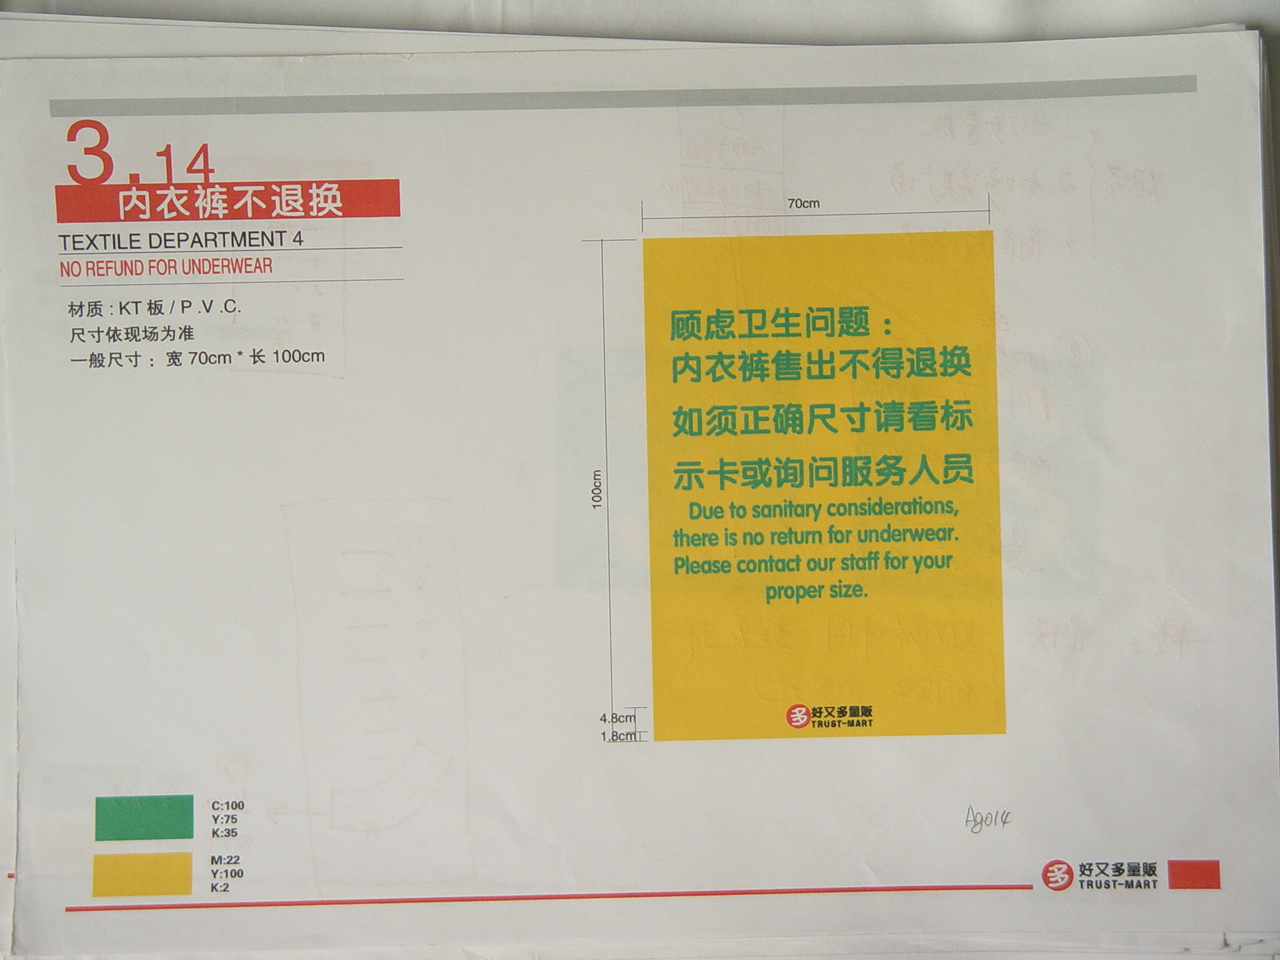 3.14
内衣裤不退换
TEXTILE DEPARTMENT 4
NO REFUND FOR UNDERWEAR
材质 : KT 板 / P .V .C.
尺寸依现场为准
一般尺寸 : 宽 70cm * 长 100cm
70cm
100cm
顾虑卫生问题：
内衣裤售出不得退换
如须正确尺寸请看标
示卡或询问服务人员
Due to sanitary considerations,
there is no return for underwear.
Please contact our staff for your
proper size.
4.8cm
1.8cm
多 好又多量贩
TRUST-MART
C:100
Y:75
K:35
M:22
Y:100
K:2
Ag014
多 好又多量贩
TRUST-MART